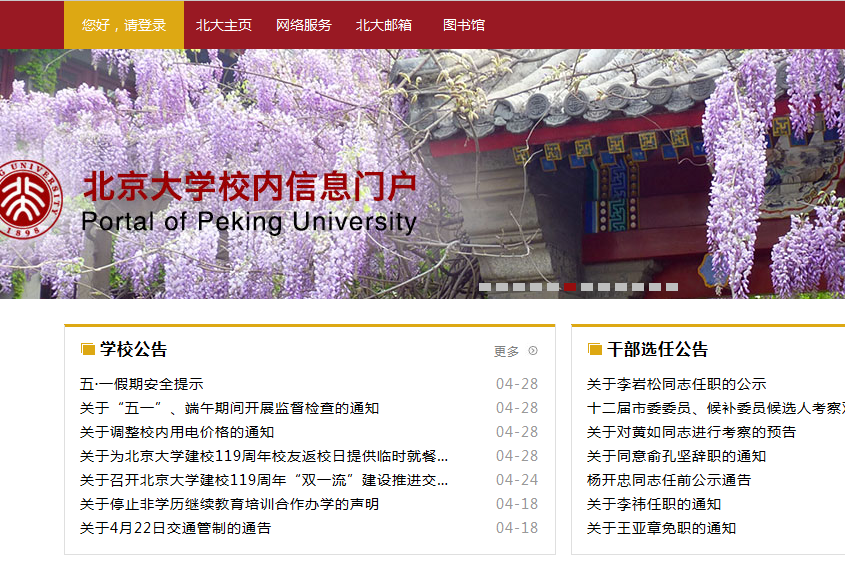 您好，请登录 北大主页 网络服务 北大邮箱 图书馆
NG UNIVERSITY
1898
北京大学校内信息门户
Portal of Peking University
学校公告 更多
五·一假期安全提示 04-28
关于“五一”、端午期间开展监督检查的通知 04-28
关于调整校内用电价格的通知 04-28
关于为北京大学建校119周年校友返校日提供临时就餐... 04-28
关于召开北京大学建校119周年“双一流”建设推进交... 04-24
关于停止非学历继续教育培训合作办学的声明 04-18
关于4月22日交通管制的通告 04-18
干部选任公告
关于李岩松同志任职的公示
十二届市委委员、候补委员候选人考察对
关于对黄如同志进行考察的预告
关于同意俞孔坚辞职的通知
杨开忠同志任前公示通告
关于李祎任职的通知
关于王亚章免职的通知